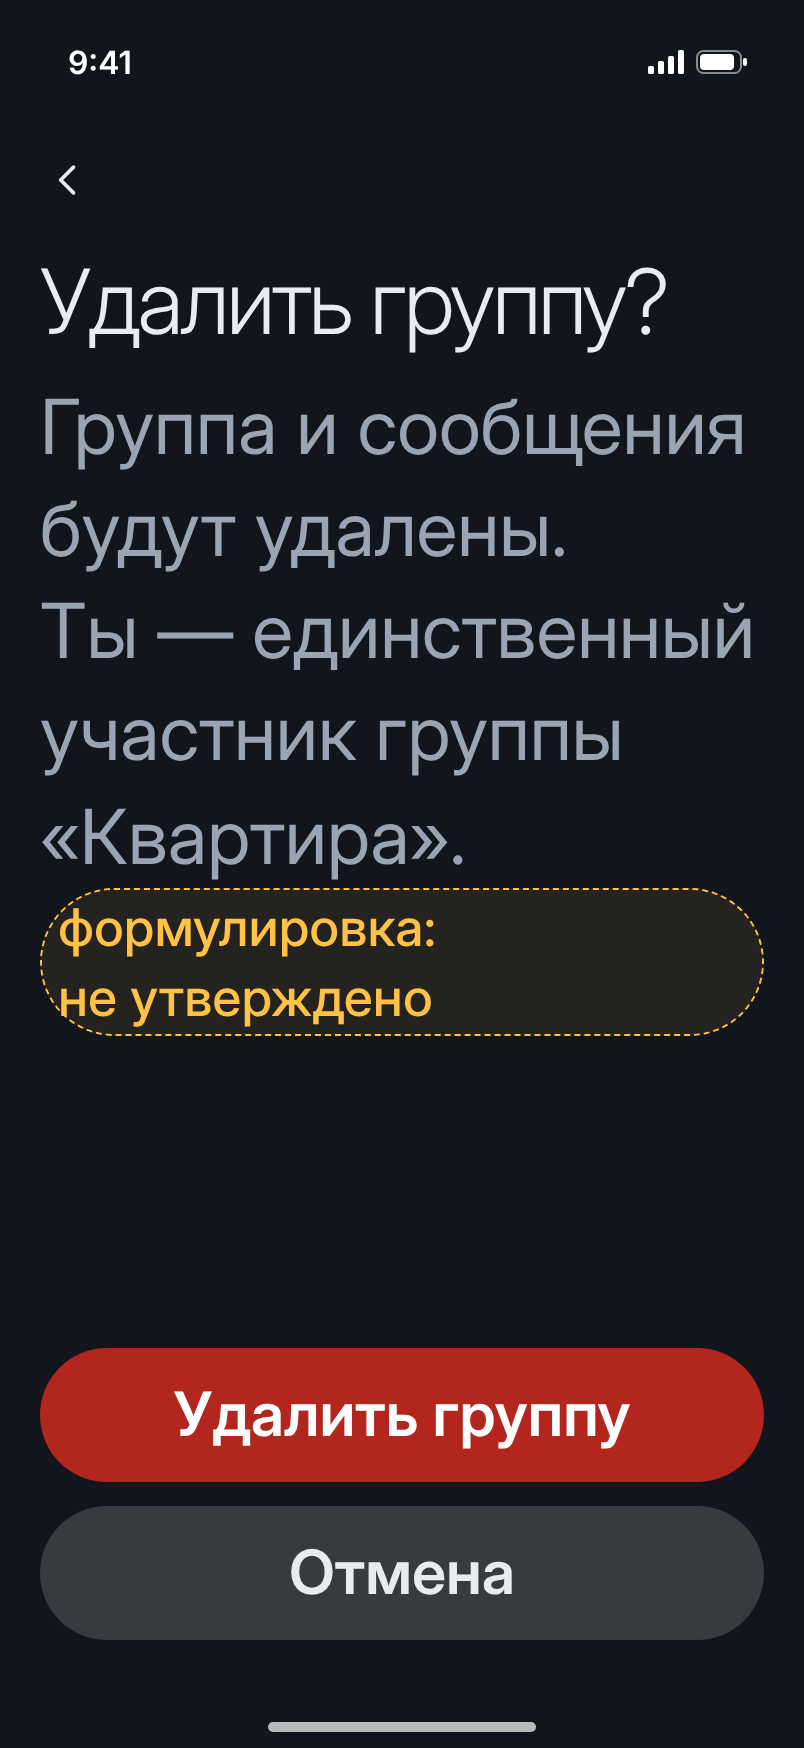 9:41
Удалить группу?
Группа и сообщения
будут удалены.
Ты — единственный
участник группы
«Квартира».
формулировка:
не утверждено
Удалить группу
Отмена